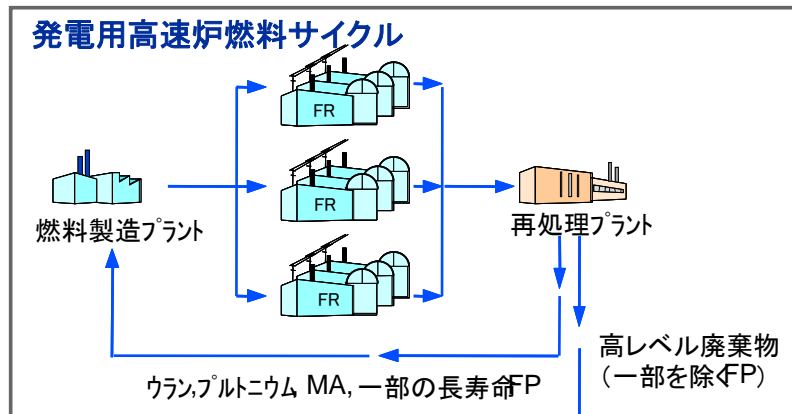 発電用高速炉燃料サイクル
FR
FR
FR
燃料製造プラント
再処理プラント
高レベル廃棄物
(一部を除くFP)
ウラン,プルトニウム, MA, 一部の長寿命FP